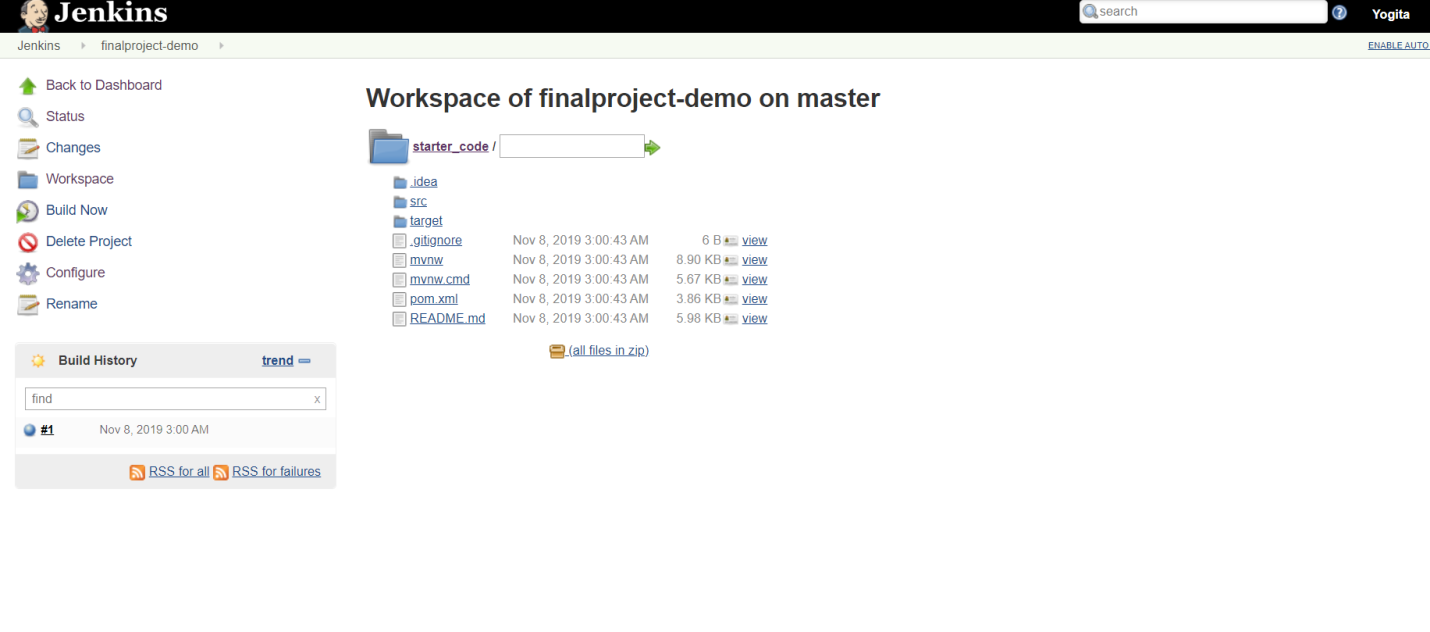 Jenkins
search
Yogita
Jenkins finalproject-demo
ENABLE AUTO
Back to Dashboard
Status
Changes
Workspace
Build Now
Delete Project
Configure
Rename
Build History trend
find x
#1 Nov 8, 2019 3:00 AM
RSS for all RSS for failures
Workspace of finalproject-demo on master
starter_code /
.idea
src
target
.gitignore Nov 8, 2019 3:00:43 AM 6 B view
mvnw Nov 8, 2019 3:00:43 AM 8.90 KB view
mvnw.cmd Nov 8, 2019 3:00:43 AM 5.67 KB view
pom.xml Nov 8, 2019 3:00:43 AM 3.86 KB view
README.md Nov 8, 2019 3:00:43 AM 5.98 KB view
(all files in zip)